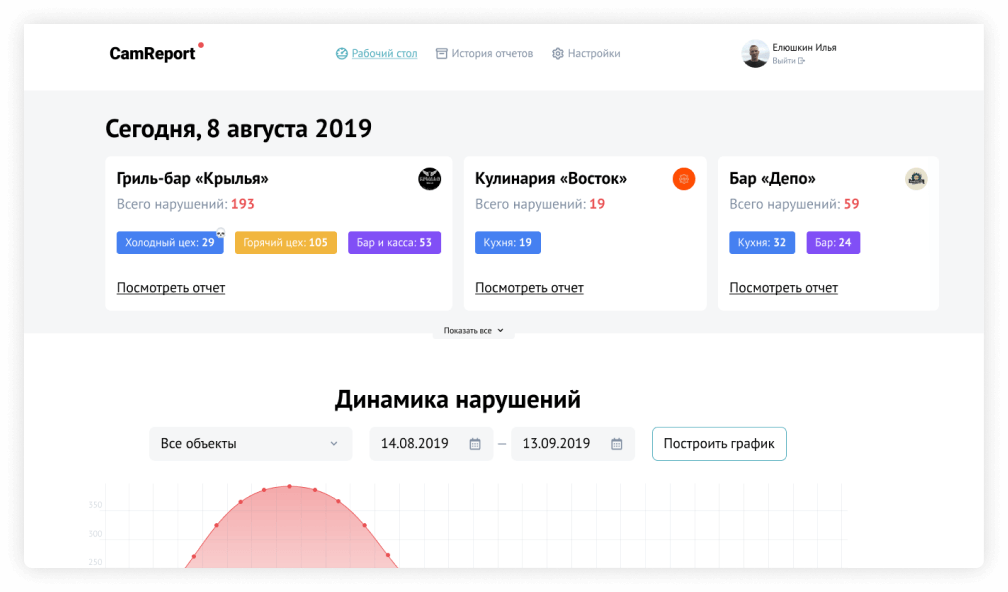 CamReport
Рабочий стол
История отчетов
Настройки
Елюшкин Илья
Выйти
Сегодня, 8 августа 2019
Гриль-бар «Крылья»
Всего нарушений: 193
Холодный цех: 29
Горячий цех: 105
Бар и касса: 53
Посмотреть отчет
Кулинария «Восток»
Всего нарушений: 19
Кухня: 19
Посмотреть отчет
Бар «Депо»
Всего нарушений: 59
Кухня: 32
Бар: 24
Посмотреть отчет
Показать все
Динамика нарушений
Все объекты
14.08.2019
—
13.09.2019
Построить график
350
300
250